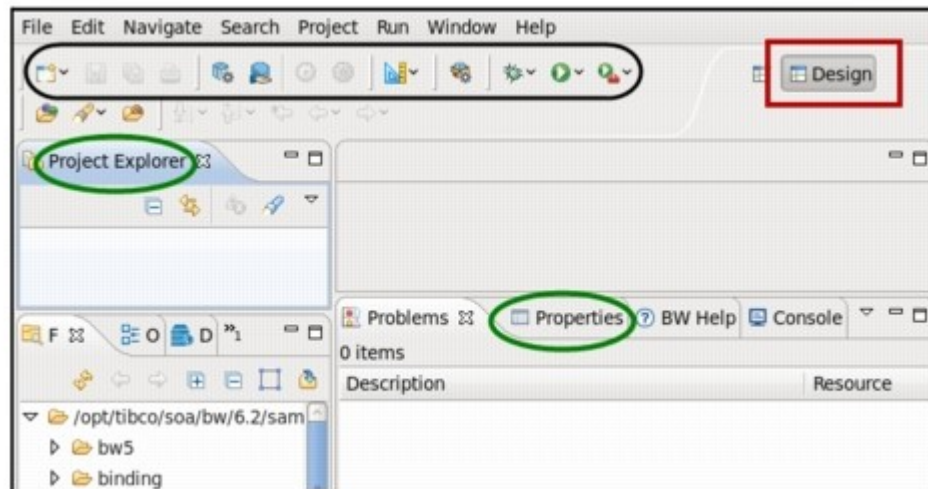 File Edit Navigate Search Project Run Window Help
Design
Project Explorer
Problems Properties BW Help Console
F O D »1
0 items
Description Resource
/opt/tibco/soa/bw/6.2/sam
bw5
binding